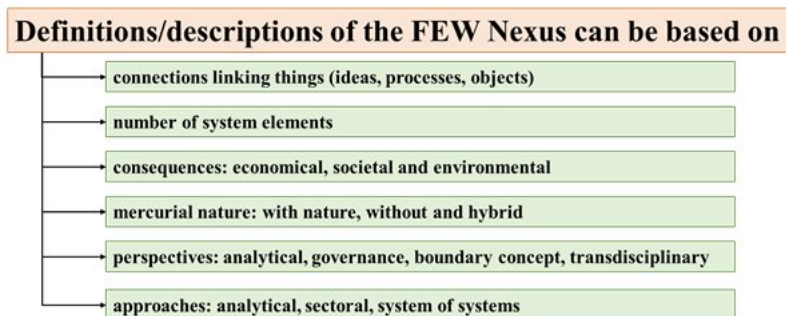 Definitions/descriptions of the FEW Nexus can be based on
connections linking things (ideas, processes, objects)
number of system elements
consequences: economical, societal and environmental
mercurial nature: with nature, without and hybrid
perspectives: analytical, governance, boundary concept, transdisciplinary
approaches: analytical, sectoral, system of systems